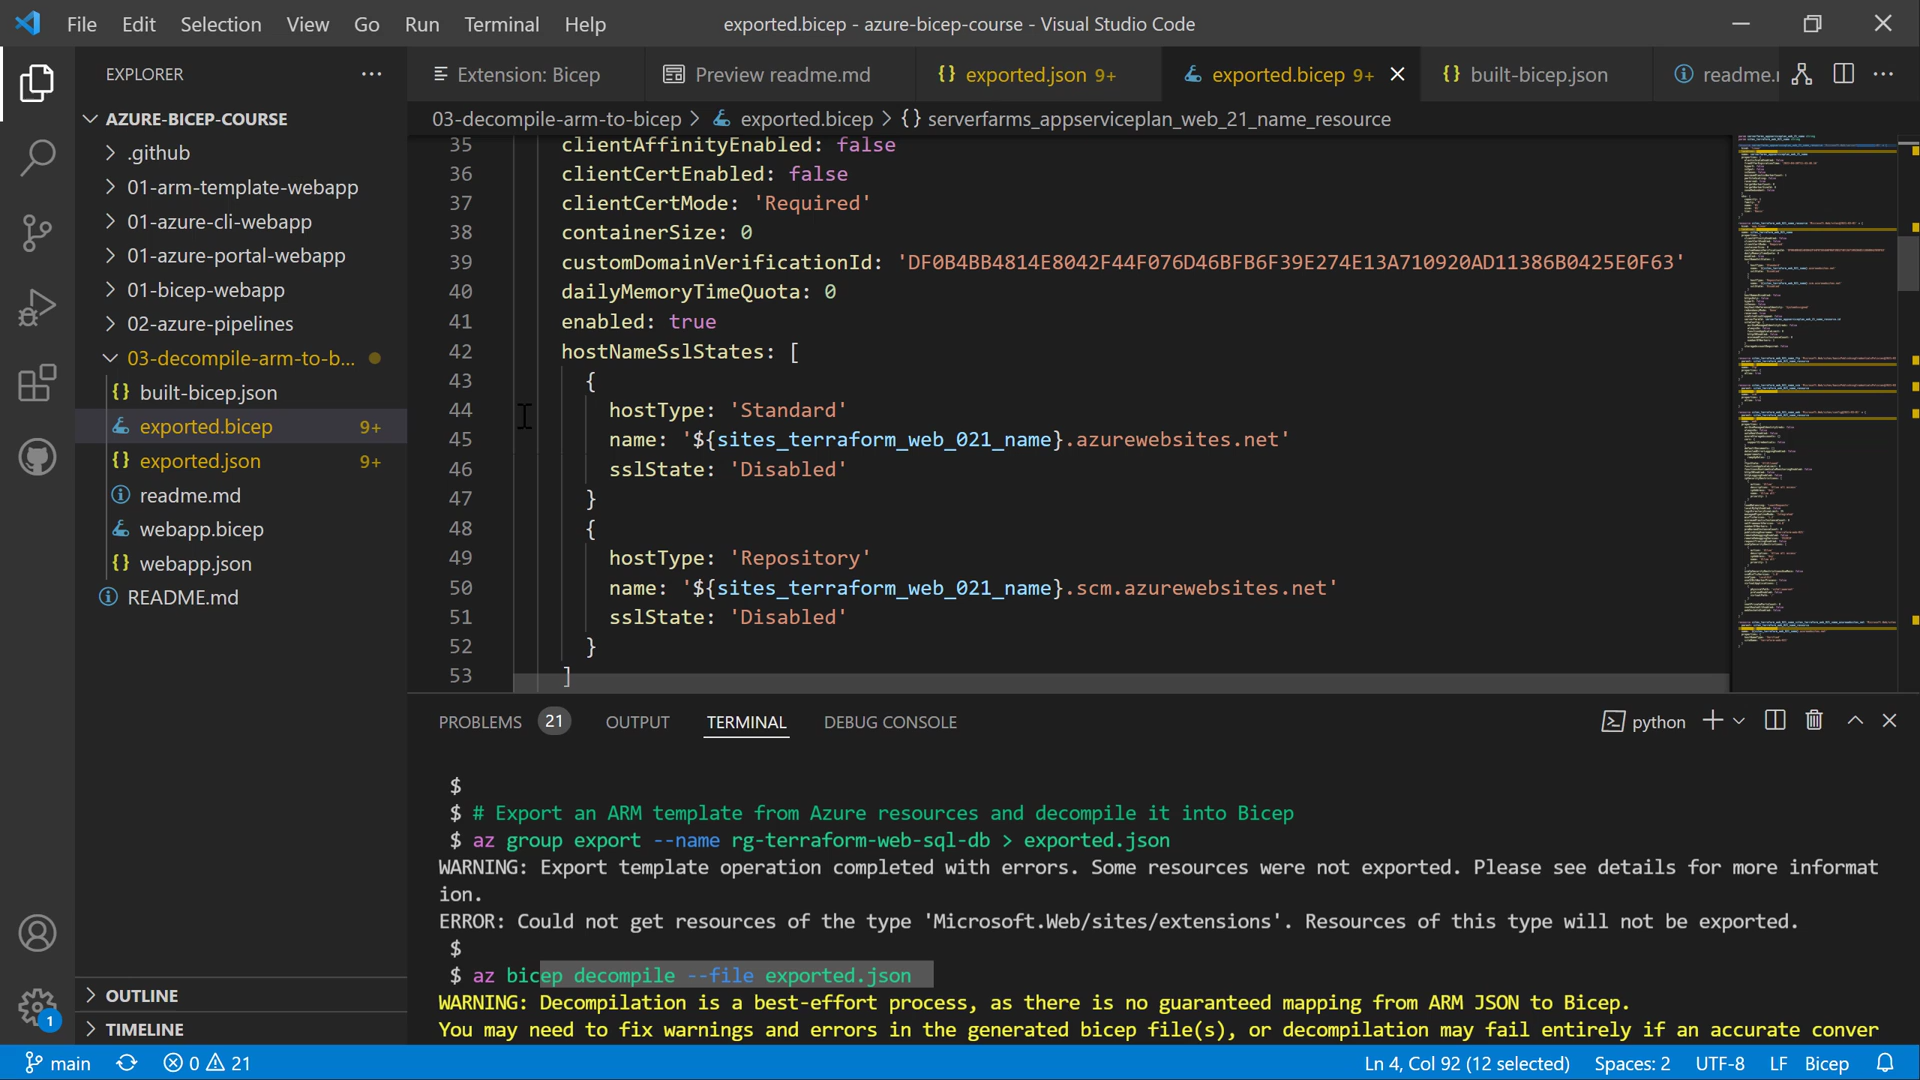 File Edit Selection View Go Run Terminal Help
exported.bicep - azure-bicep-course - Visual Studio Code
EXPLORER
Extension: Bicep
Preview readme.md
{} exported.json 9+
exported.bicep 9+
{} built-bicep.json
readme.
AZURE-BICEP-COURSE
.github
01-arm-template-webapp
01-azure-cli-webapp
01-azure-portal-webapp
01-bicep-webapp
02-azure-pipelines
03-decompile-arm-to-b...
{} built-bicep.json
exported.bicep 9+
{} exported.json 9+
readme.md
webapp.bicep
{} webapp.json
README.md
OUTLINE
TIMELINE
1
03-decompile-arm-to-bicep > exported.bicep > {} serverfarms_appserviceplan_web_21_name_resource
35 clientAffinityEnabled: false
36 clientCertEnabled: false
37 clientCertMode: 'Required'
38 containerSize: 0
39 customDomainVerificationId: 'DF0B4BB4814E8042F44F076D46BFB6F39E274E13A710920AD11386B0425E0F63'
40 dailyMemoryTimeQuota: 0
41 enabled: true
42 hostNameSslStates: [
43 {
44 hostType: 'Standard'
45 name: '${sites_terraform_web_021_name}.azurewebsites.net'
46 sslState: 'Disabled'
47 }
48 {
49 hostType: 'Repository'
50 name: '${sites_terraform_web_021_name}.scm.azurewebsites.net'
51 sslState: 'Disabled'
52 }
53 ]
PROBLEMS 21 OUTPUT TERMINAL DEBUG CONSOLE
python
$
$ # Export an ARM template from Azure resources and decompile it into Bicep
$ az group export --name rg-terraform-web-sql-db > exported.json
WARNING: Export template operation completed with errors. Some resources were not exported. Please see details for more informat
ion.
ERROR: Could not get resources of the type 'Microsoft.Web/sites/extensions'. Resources of this type will not be exported.
$
$ az bicep decompile --file exported.json
WARNING: Decompilation is a best-effort process, as there is no guaranteed mapping from ARM JSON to Bicep.
You may need to fix warnings and errors in the generated bicep file(s), or decompilation may fail entirely if an accurate conver
main 0 21
Ln 4, Col 92 (12 selected) Spaces: 2 UTF-8 LF Bicep